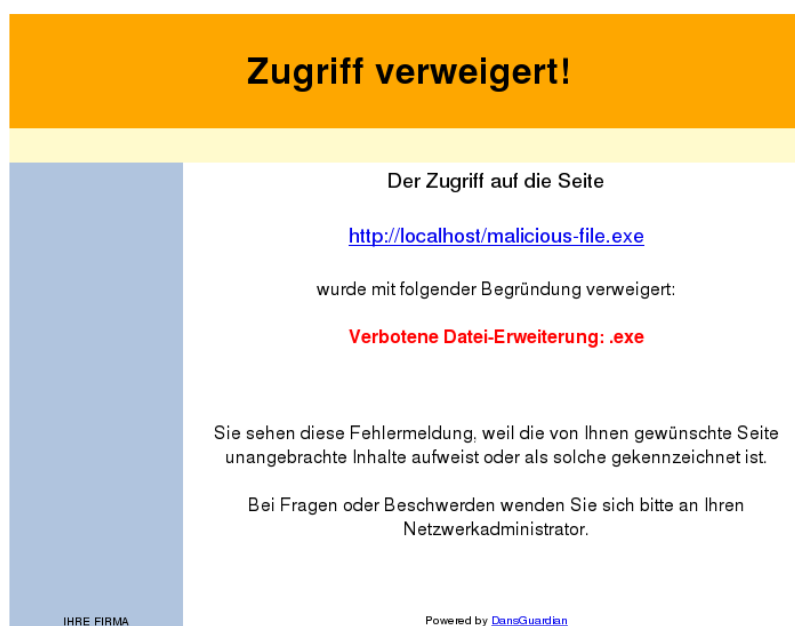 Zugriff verweigert!
Der Zugriff auf die Seite
http://localhost/malicious-file.exe
wurde mit folgender Begründung verweigert:
Verbotene Datei-Erweiterung: .exe
Sie sehen diese Fehlermeldung, weil die von Ihnen gewünschte Seite
unangebrachte Inhalte aufweist oder als solche gekennzeichnet ist.
Bei Fragen oder Beschwerden wenden Sie sich bitte an Ihren
Netzwerkadministrator.
IHRE FIRMA
Powered by DansGuardian